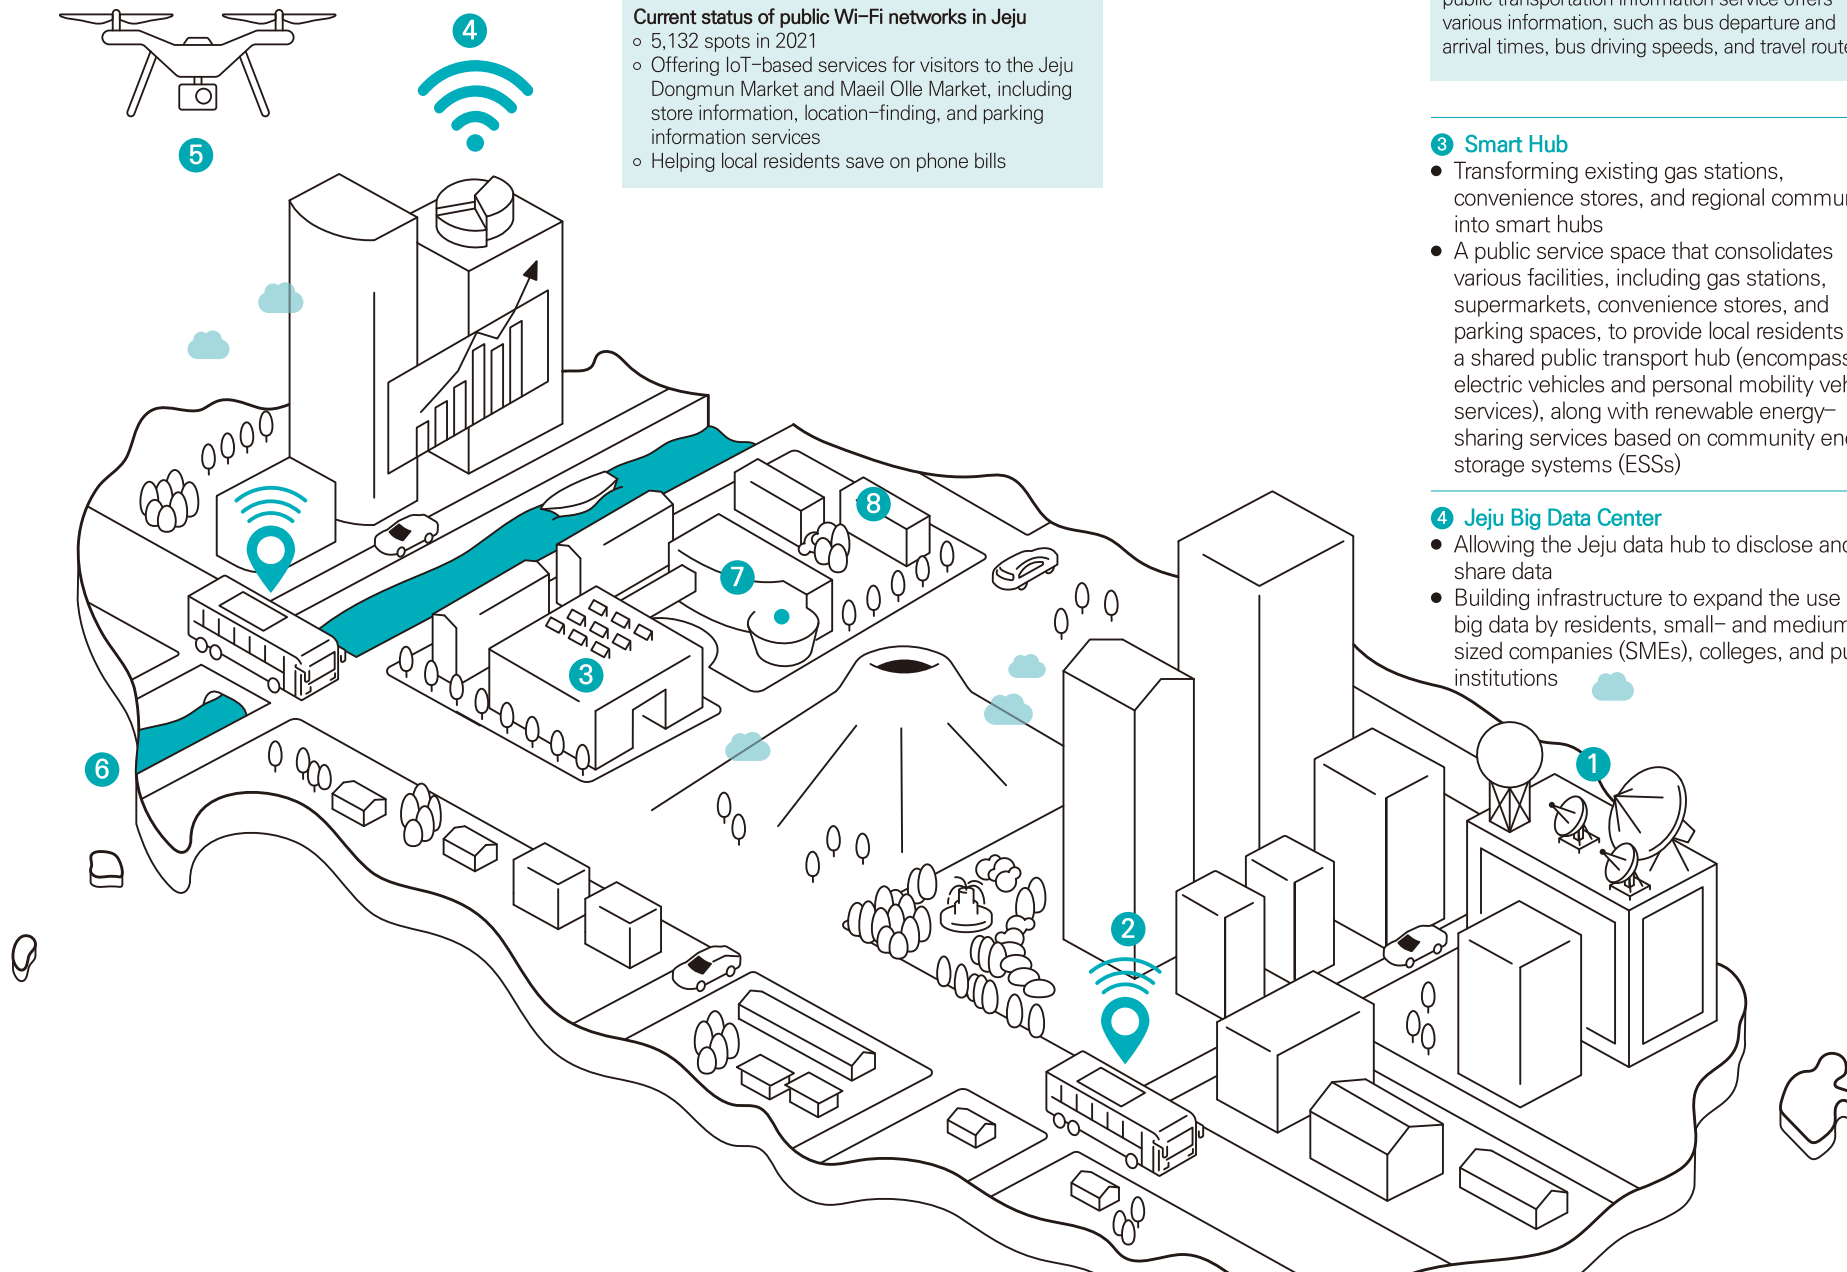 Current status of public Wi-Fi networks in Jeju
5,132 spots in 2021
Offering IoT-based services for visitors to the Jeju
Dongmun Market and Maeil Olle Market, including
store information, location-finding, and parking
information services
Helping local residents save on phone bills
public transportation information service offers
various information, such as bus departure and
arrival times, bus driving speeds, and travel
3 Smart Hub
Transforming existing gas stations,
convenience stores, and regional
into smart hubs
A public service space that consolidates
various facilities, including gas stations,
supermarkets, convenience stores, and
parking spaces, to provide local residents
a shared public transport hub
electric vehicles and personal mobility
services), along with renewable energy-
sharing services based on community
storage systems (ESSs)
4 Jeju Big Data Center
Allowing the Jeju data hub to disclose
share data
Building infrastructure to expand the use
big data by residents, small- and
sized companies (SMEs), colleges, and
institutions
4
5
8
7
3
6
1
2